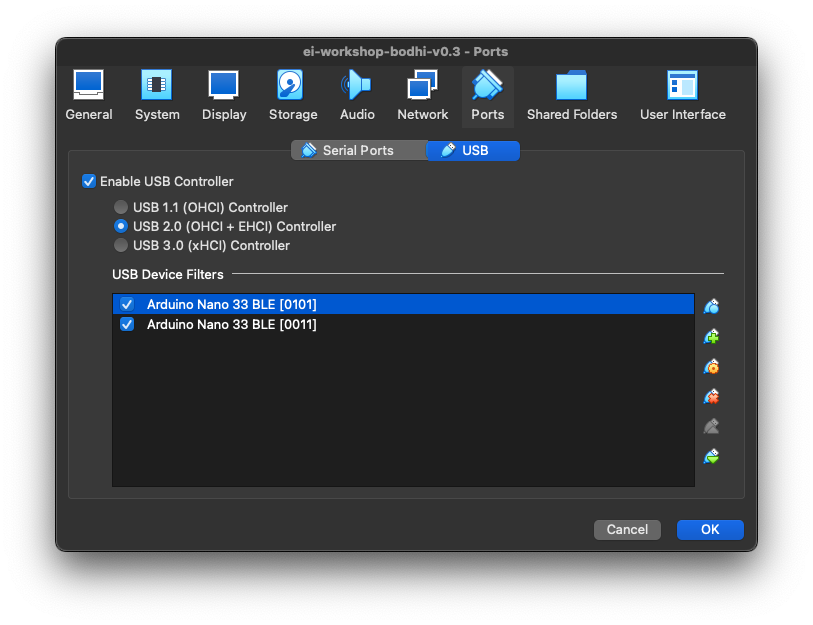 ei-workshop-bodhi-v0.3 - Ports
General System Display Storage Audio Network Ports Shared Folders User Interface
Serial Ports USB
Enable USB Controller
USB 1.1 (OHCI) Controller
USB 2.0 (OHCI + EHCI) Controller
USB 3.0 (xHCI) Controller
USB Device Filters
Arduino Nano 33 BLE [0101]
Arduino Nano 33 BLE [0011]
Cancel OK